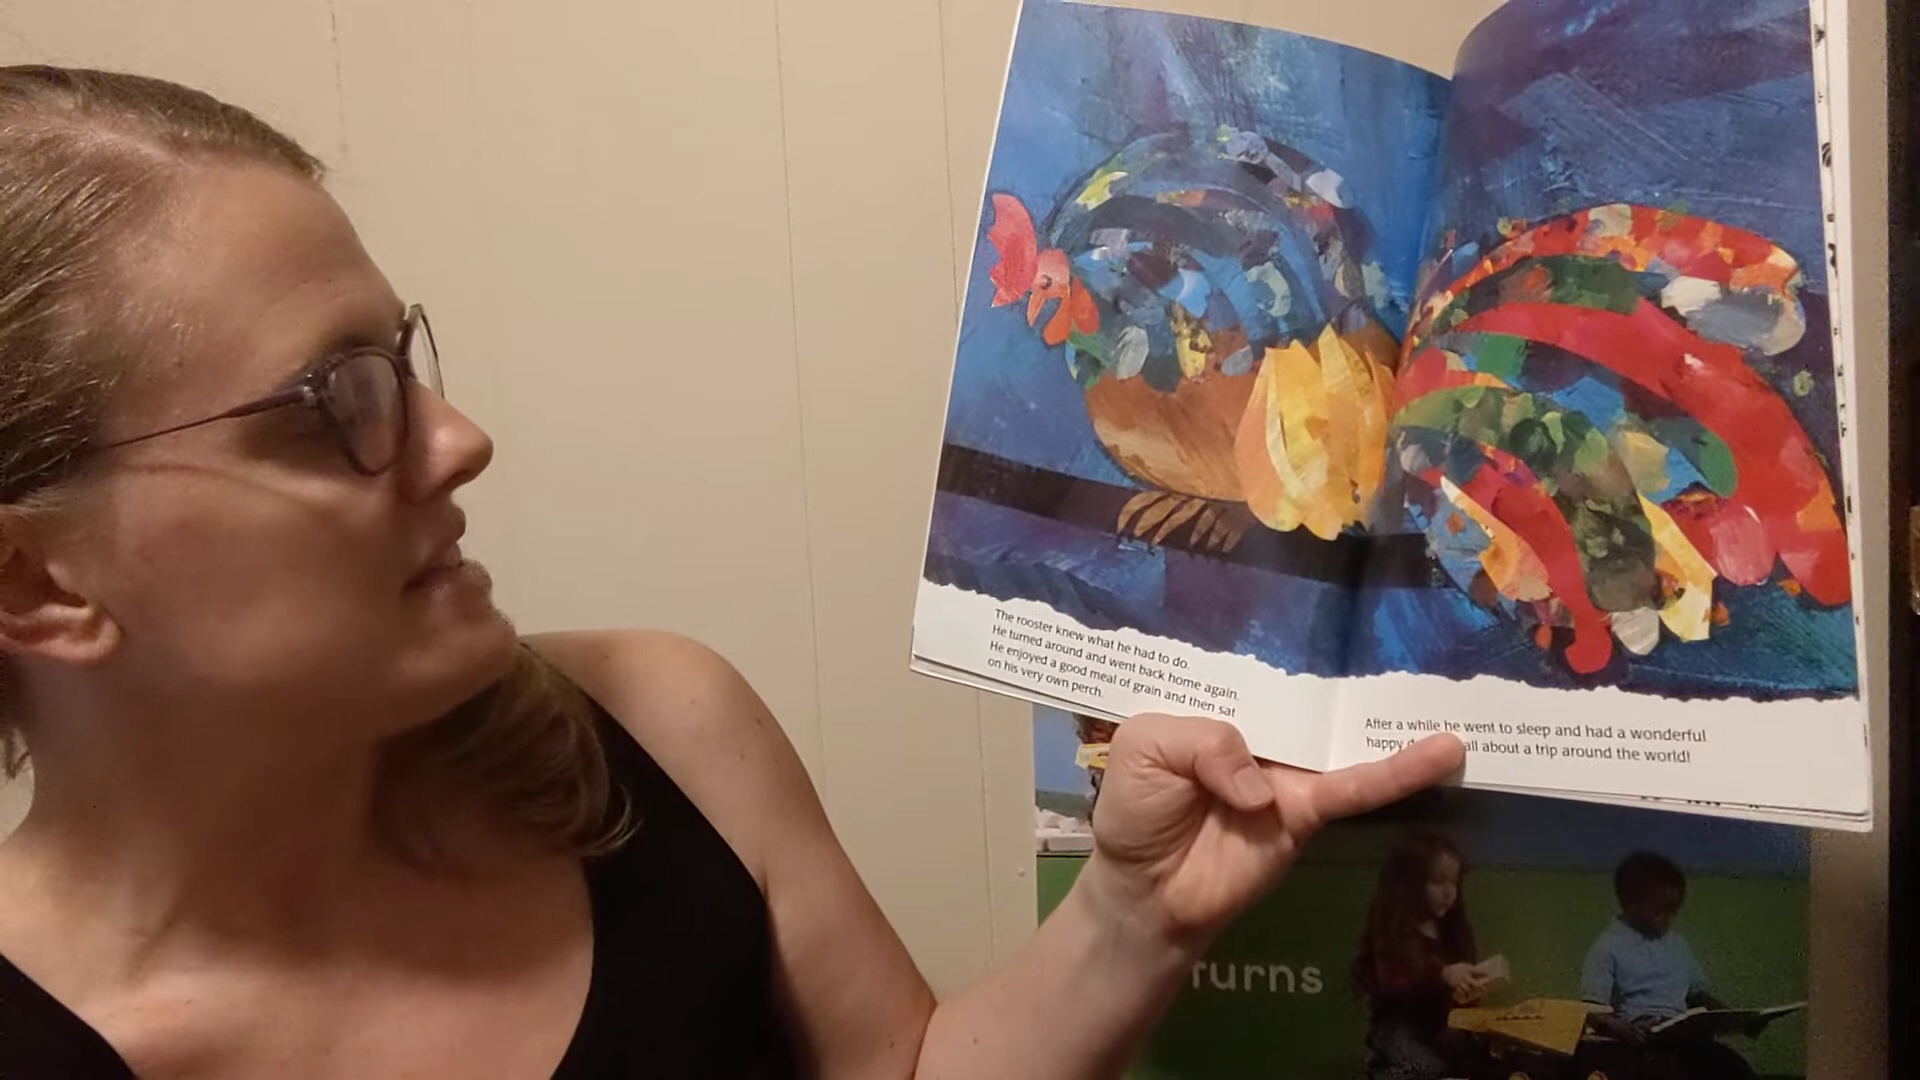 The rooster knew what he had to do.
He turned around and went back home again.
He enjoyed a good meal of grain and then sat
on his very own perch.
After a while he went to sleep and had a wonderful
happy all about a trip around the world!
turns